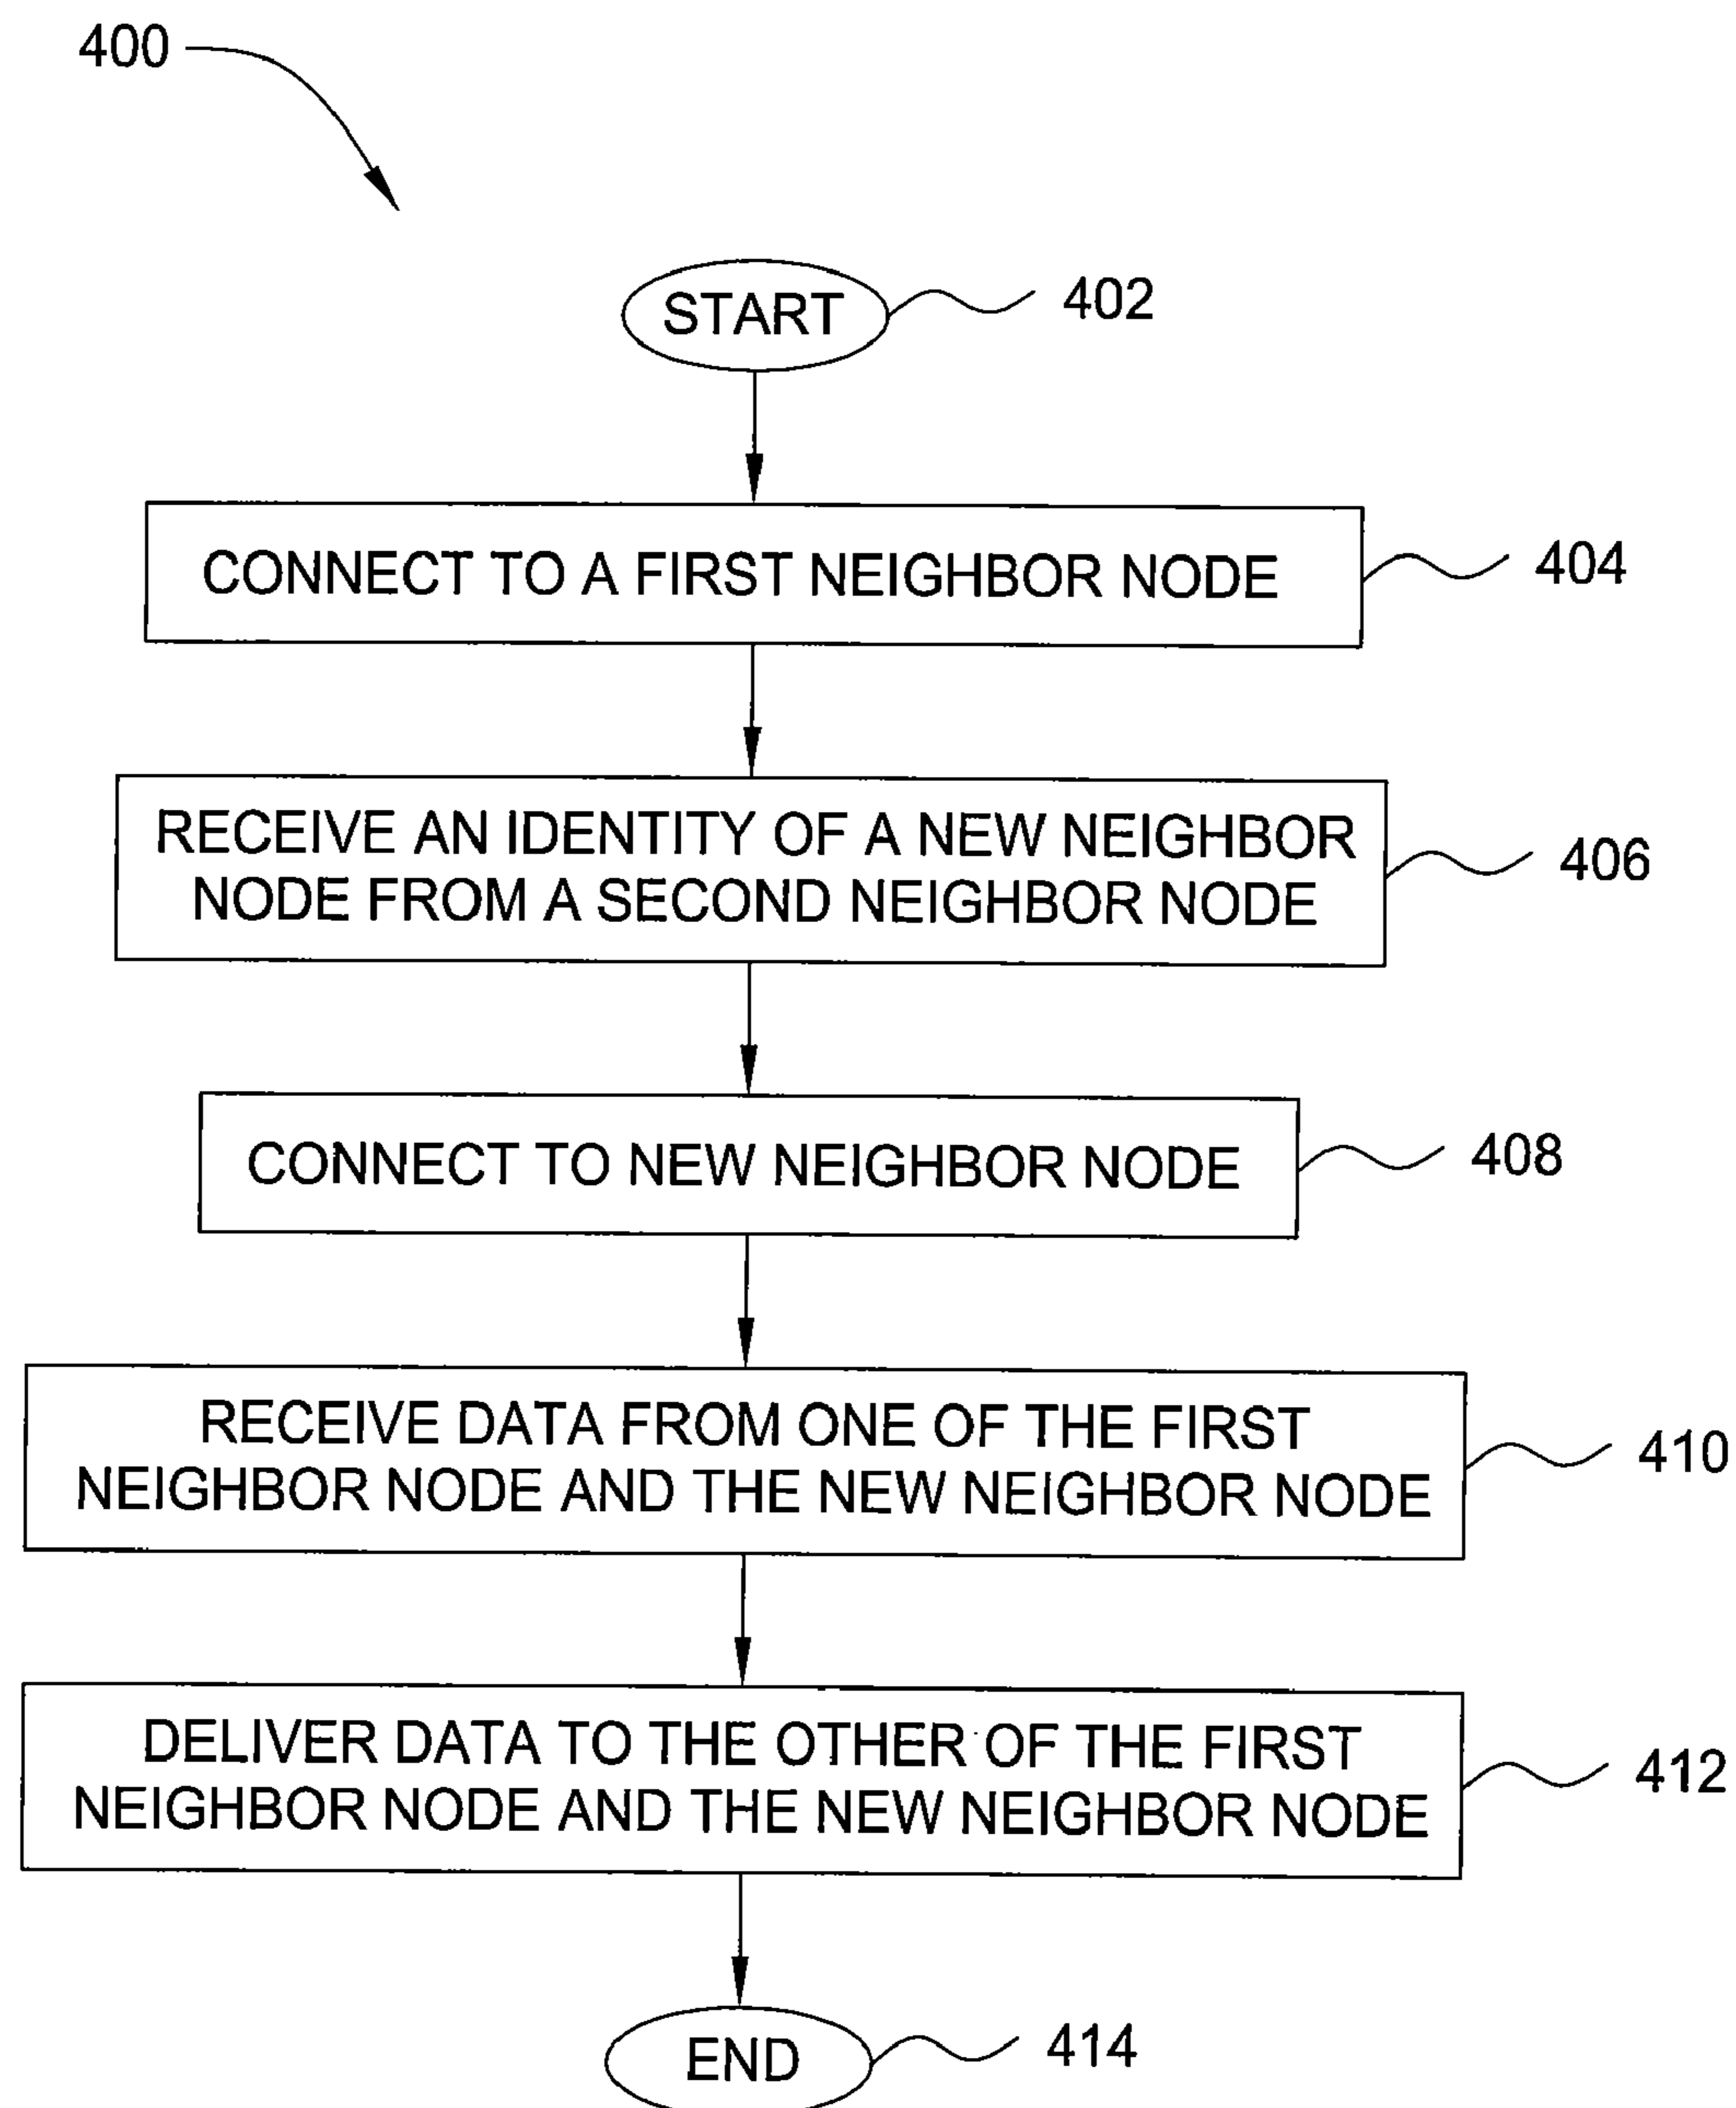 400
START
402
CONNECT TO A FIRST NEIGHBOR NODE
404
RECEIVE AN IDENTITY OF A NEW NEIGHBOR
NODE FROM A SECOND NEIGHBOR NODE
406
CONNECT TO NEW NEIGHBOR NODE
408
RECEIVE DATA FROM ONE OF THE FIRST
NEIGHBOR NODE AND THE NEW NEIGHBOR NODE
410
DELIVER DATA TO THE OTHER OF THE FIRST
NEIGHBOR NODE AND THE NEW NEIGHBOR NODE
412
END
414